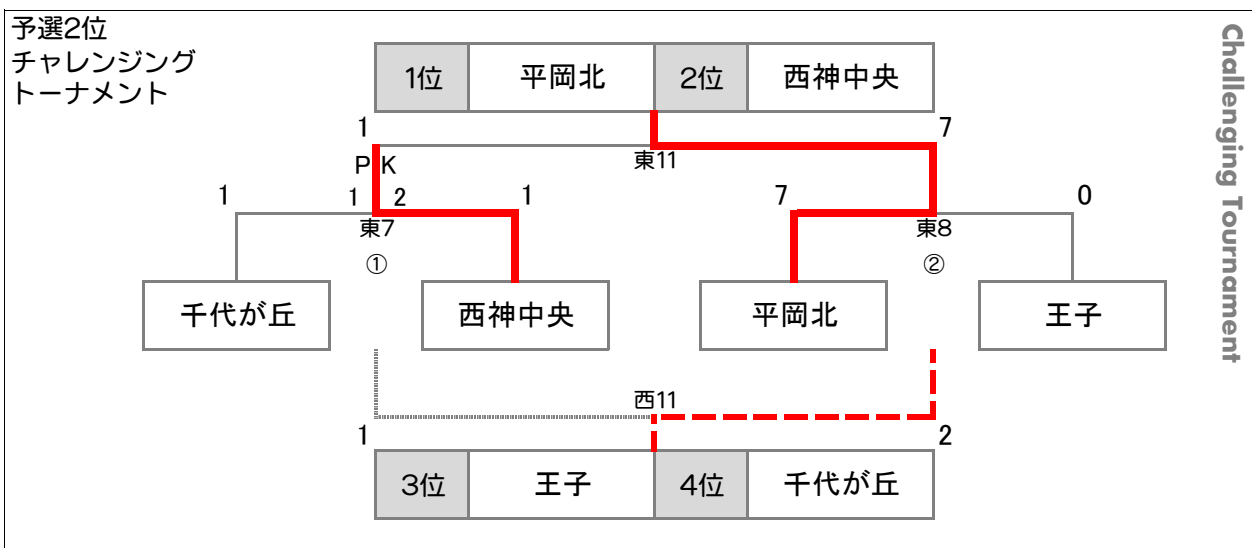 予選2位
チャレンジング
トーナメント
1位 平岡北 2位 西神中央
1 7
東11
PK
1 1 2 1 7 0
東7 東8
① ②
千代が丘 西神中央 平岡北 王子
西11
1 2
3位 王子 4位 千代が丘
Challenging Tournament